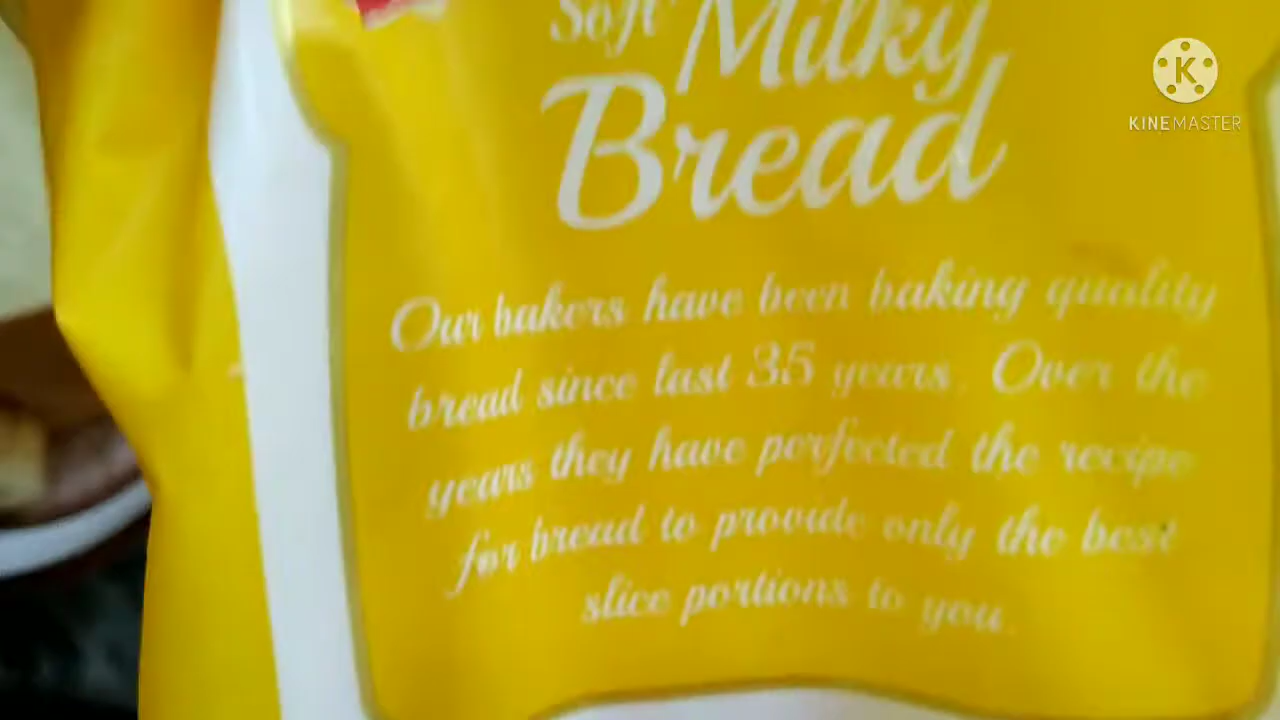 Soft Milky
Bread
Our bakers have been baking quality
bread since last 35 years. Over the
years they have perfected the recipe
for bread to provide only the best
slice portions to you.
K
KINEMASTER